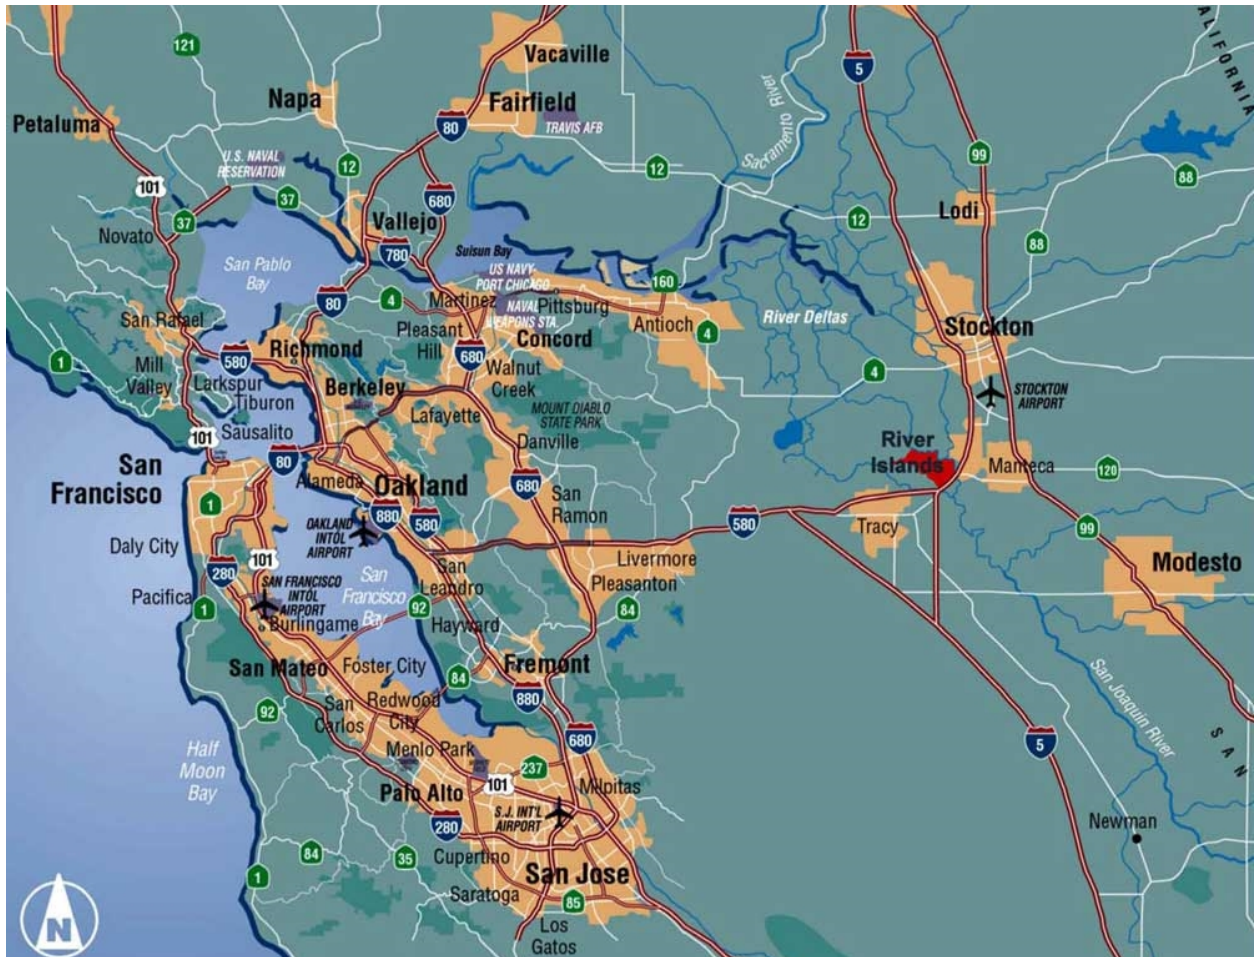 121
Vacaville
CALIFORNIA
Napa
Fairfield
80
TRAVIS AFB
5
Sacramento River
Petaluma
99
U.S. NAVAL
RESERVATION
12
12
88
101
37
37
680
Vallejo
Lodi
12
Novato
780
Suisun Bay
88
San Pablo
Bay
US NAVY-
PORT CHICAGO
160
80
4
Martinez
Pittsburg
NAVAL
WEAPONS STA.
San Rafael
Antioch
River Deltas
Stockton
4
Pleasant
Hill
Concord
Richmond
1
580
680
Mill
Valley
Larkspur
Tiburon
Berkeley
Walnut
Creek
4
STOCKTON
AIRPORT
Lafayette
MOUNT DIABLO
STATE PARK
Sausalito
101
Danville
River
Islands
San
Francisco
80
Manteca
120
Alameda
Oakland
680
San
Ramon
1
880
580
580
Tracy
99
OAKLAND
INTÓL
AIRPORT
Daly City
101
Livermore
Modesto
280
San
Leandro
Pleasanton
SAN FRANCISCO
INTÓL
AIRPORT
San
Francisco
Bay
Pacifica
1
92
84
Burlingame
Hayward
San Mateo
Foster City
84
Fremont
880
San Joaquin River
San
Carlos
Redwood
City
92
SAN
680
5
Half
Moon
Bay
Menlo Park
237
101
Milpitas
Palo Alto
280
S.J. INT'L
AIRPORT
Newman
84
35
Cupertino
San Jose
1
Saratoga
85
Los
Gatos
N